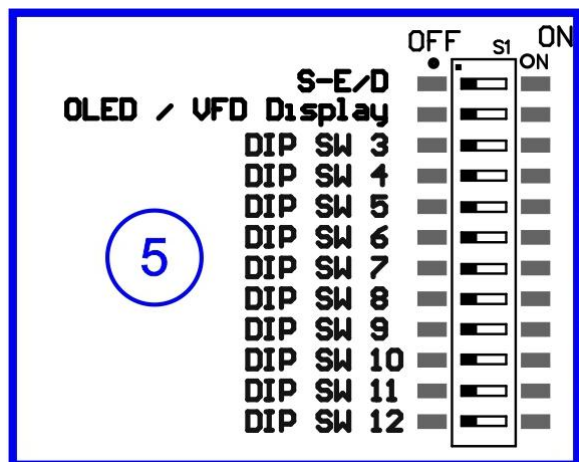 OFF S1 ON
ON
S-E/D
OLED / VFD Display
DIP SW 3
DIP SW 4
DIP SW 5
5
DIP SW 6
DIP SW 7
DIP SW 8
DIP SW 9
DIP SW 10
DIP SW 11
DIP SW 12